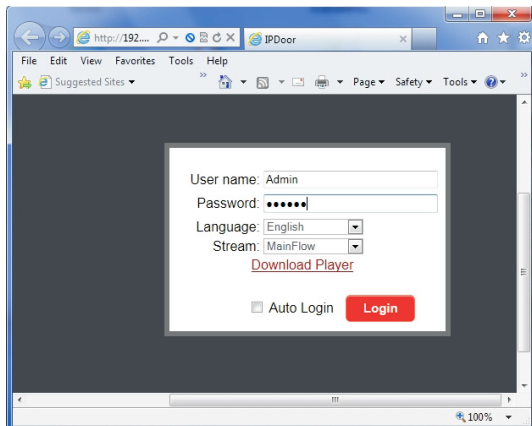 http://192.... IPDoor
File Edit View Favorites Tools Help
Suggested Sites Page Safety Tools
User name: Admin
Password: ••••••
Language: English
Stream: MainFlow
Download Player
Auto Login Login
100%